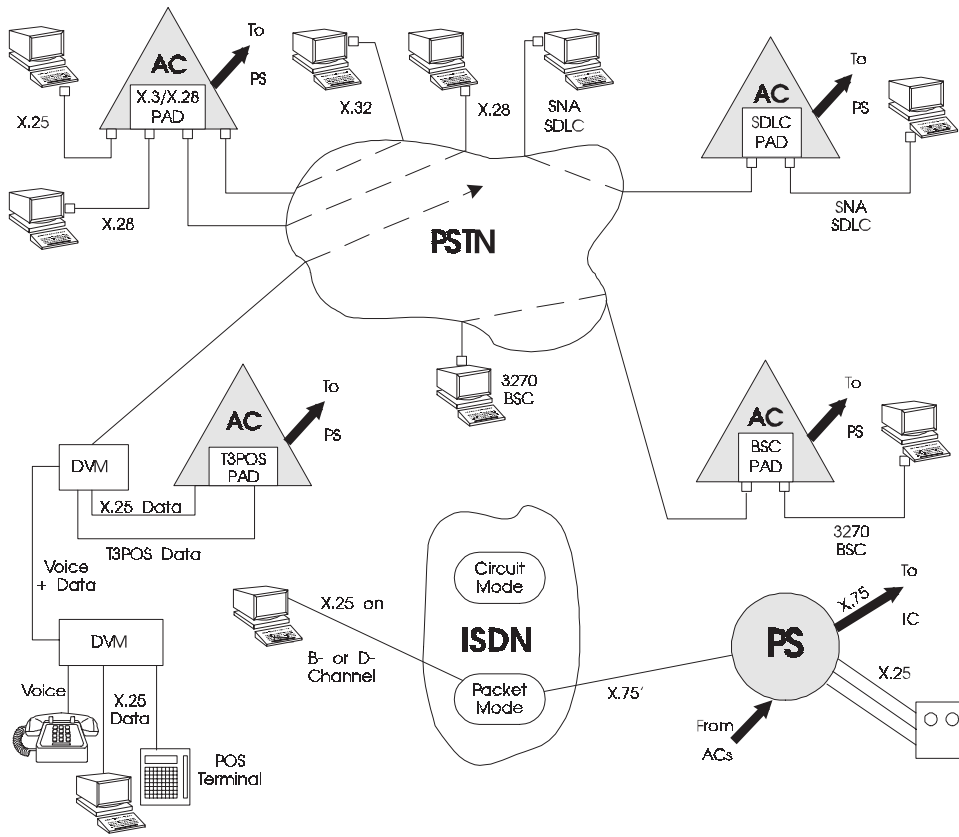 To
PS
AC
X.3/X.28
PAD
X.25
X.28
X.32
X.28
SNA
SDLC
To
PS
AC
SDLC
PAD
SNA
SDLC
PSTN
3270
BSC
To
PS
AC
T3POS
PAD
DVM
X.25 Data
T3POS Data
Voice
+ Data
To
PS
AC
BSC
PAD
3270
BSC
DVM
Voice
X.25
Data
POS
Terminal
X.25 on
B- or D-
Channel
Circuit
Mode
ISDN
Packet
Mode
X.75'
PS
X.75
To
IC
X.25
From
ACs